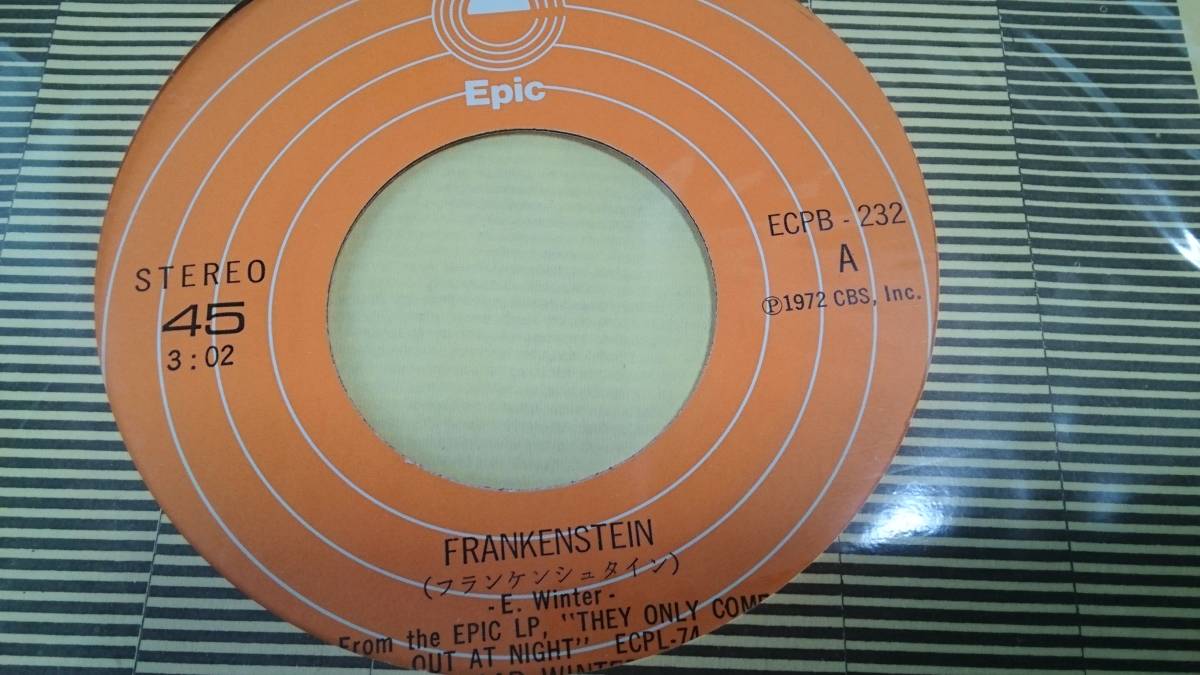 Epic
STEREO
45
3:02
ECPB - 232
A
Ⓟ1972 CBS, Inc.
FRANKENSTEIN
(フランケンシュタイン)
- E. Winter -
From the EPIC LP, "THEY ONLY COME
OUT AT NIGHT" ECPL-74